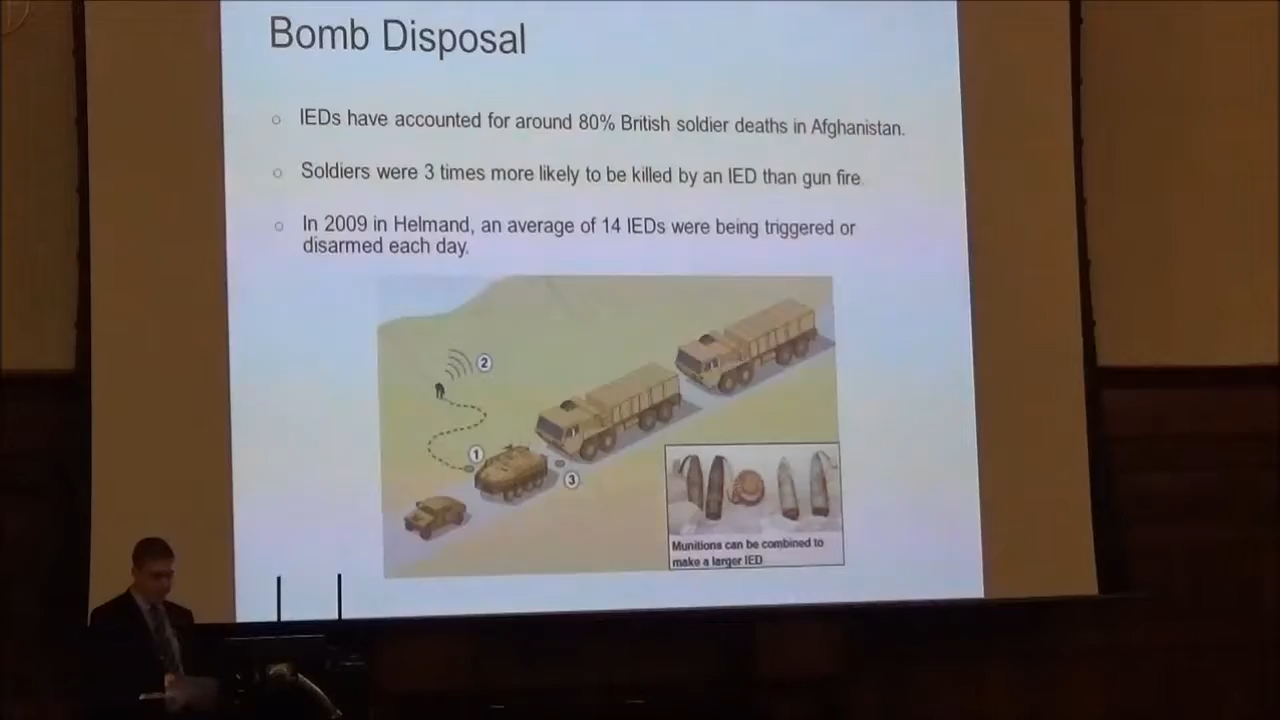 Bomb Disposal
IEDs have accounted for around 80% British soldier deaths in Afghanistan.
Soldiers were 3 times more likely to be killed by an IED than gun fire.
In 2009 in Helmand, an average of 14 IEDs were being triggered or
disarmed each day.
2
1
3
Munitions can be combined to
make a larger IED